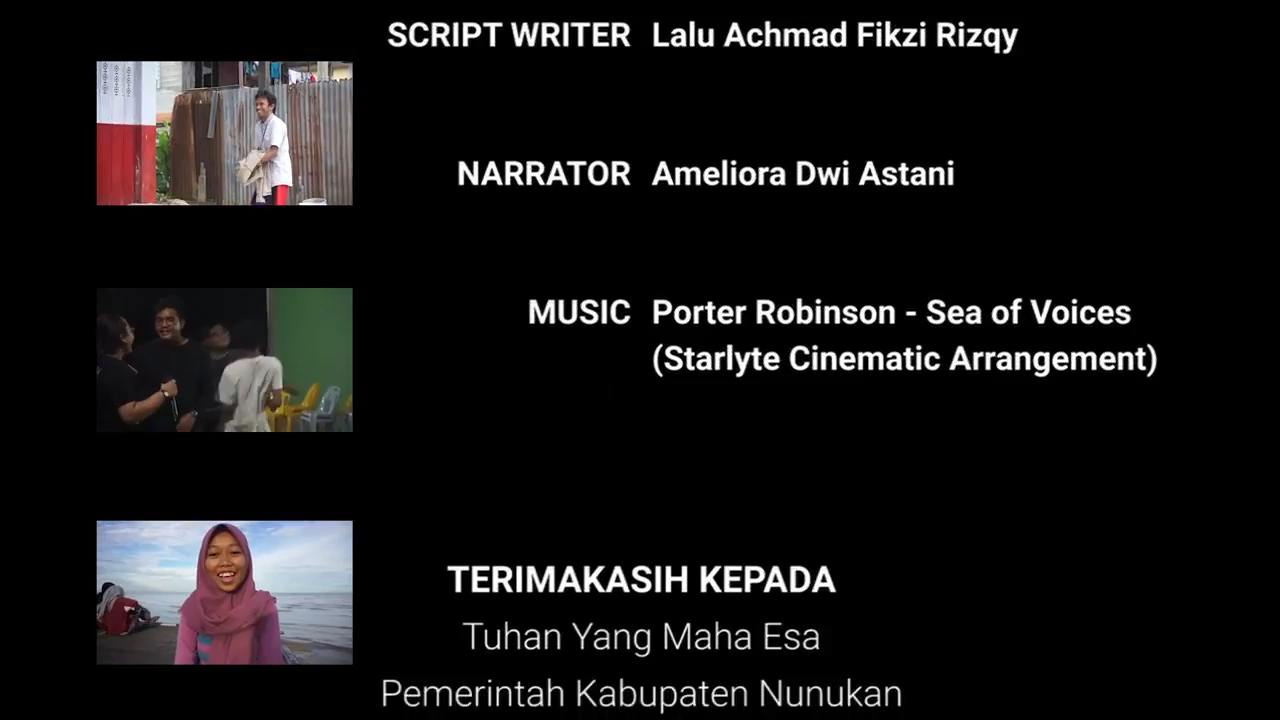 SCRIPT WRITER Lalu Achmad Fikzi Rizqy
NARRATOR Ameliora Dwi Astani
MUSIC Porter Robinson - Sea of Voices
(Starlyte Cinematic Arrangement)
TERIMAKASIH KEPADA
Tuhan Yang Maha Esa
Pemerintah Kabupaten Nunukan